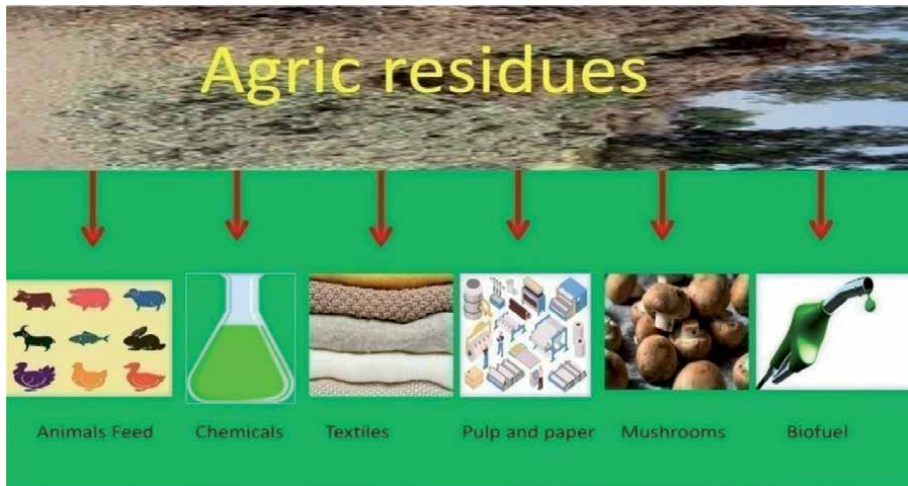 Agric residues
Animals Feed
Chemicals
Textiles
Pulp and paper
Mushrooms
Biofuel